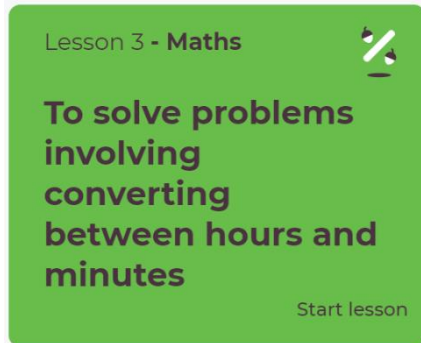 Lesson 3 - Maths
To solve problems
involving
converting
between hours and
minutes
Start lesson